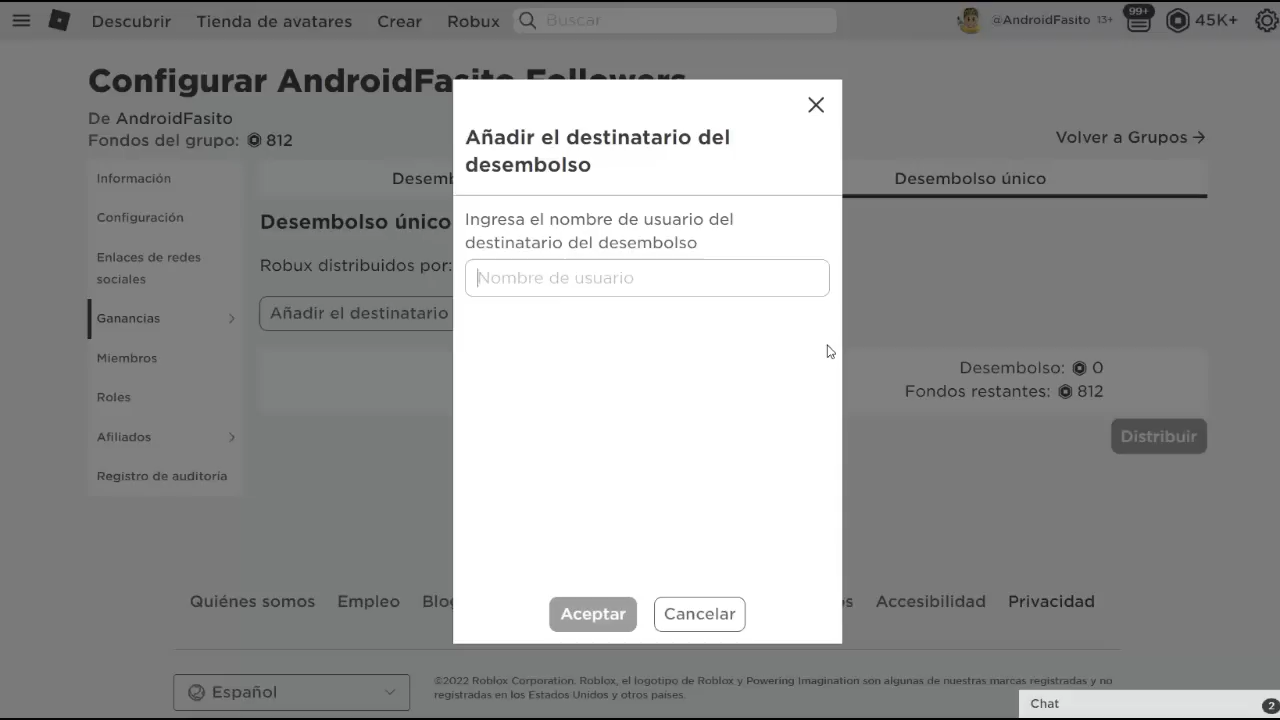 Descubrir Tienda de avatares Crear Robux Buscar @AndroidFasito 13+ 99+ 45K+
Configurar AndroidFasito Followers
De AndroidFasito
Fondos del grupo: 812
Volver a Grupos →
Información
Configuración
Enlaces de redes
sociales
Ganancias
Miembros
Roles
Afiliados
Registro de auditoría
Desemb
Desembolso único
Desembolso único
Robux distribuidos por:
Añadir el destinatario
Desembolso: 0
Fondos restantes: 812
Distribuir
Añadir el destinatario del
desembolso
Ingresa el nombre de usuario del
destinatario del desembolso
Nombre de usuario
Aceptar Cancelar
Quiénes somos Empleo Blog Accesibilidad Privacidad
Español
©2022 Roblox Corporation. Roblox, el logotipo de Roblox y Powering Imagination son algunas de nuestras marcas registradas y no
registradas en los Estados Unidos y otros países.
Chat 2